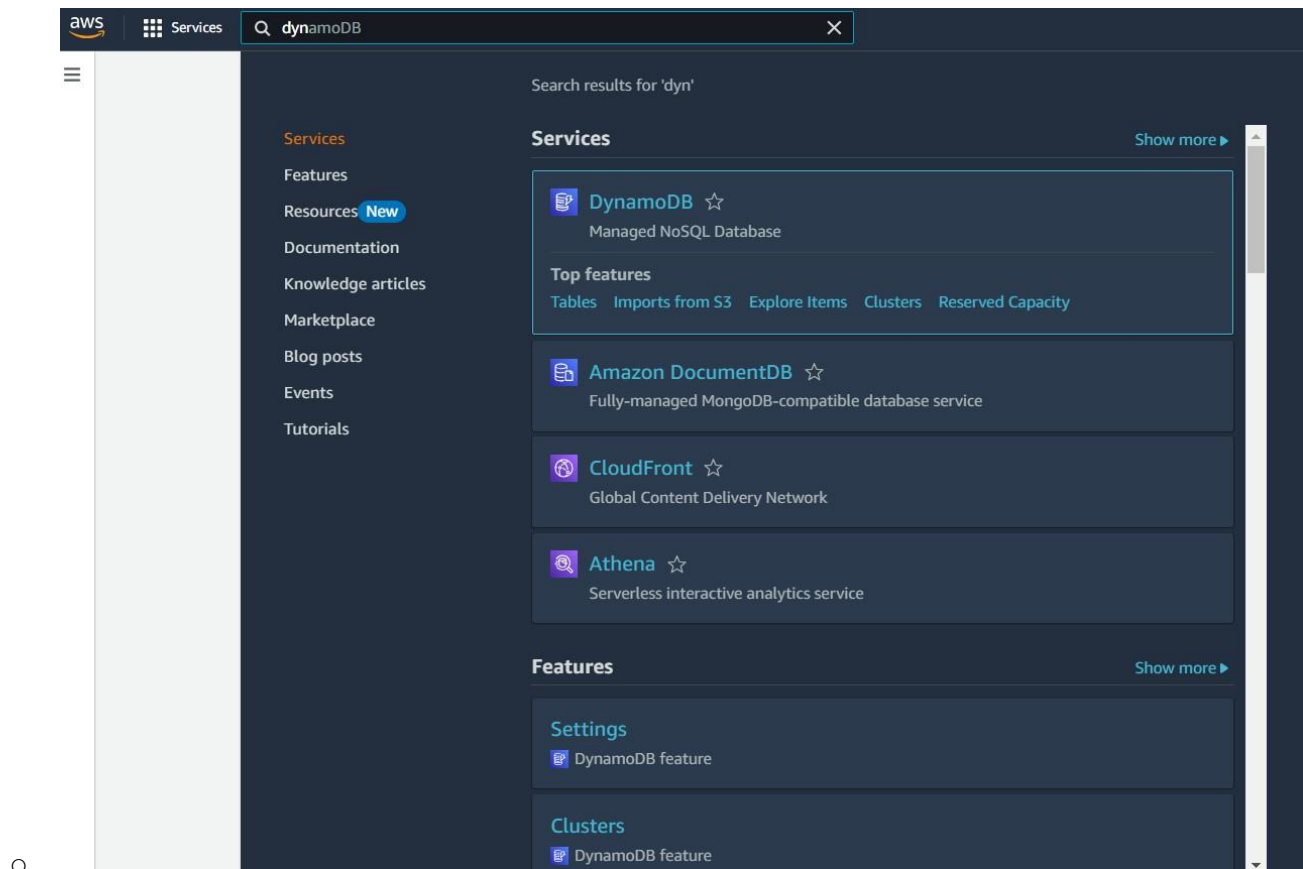 aws
Services
dynamoDB
Search results for 'dyn'
Services
Features
Resources New
Documentation
Knowledge articles
Marketplace
Blog posts
Events
Tutorials
Services Show more
DynamoDB
Managed NoSQL Database
Top features
Tables Imports from S3 Explore Items Clusters Reserved Capacity
Amazon DocumentDB
Fully-managed MongoDB-compatible database service
CloudFront
Global Content Delivery Network
Athena
Serverless interactive analytics service
Features Show more
Settings
DynamoDB feature
Clusters
DynamoDB feature